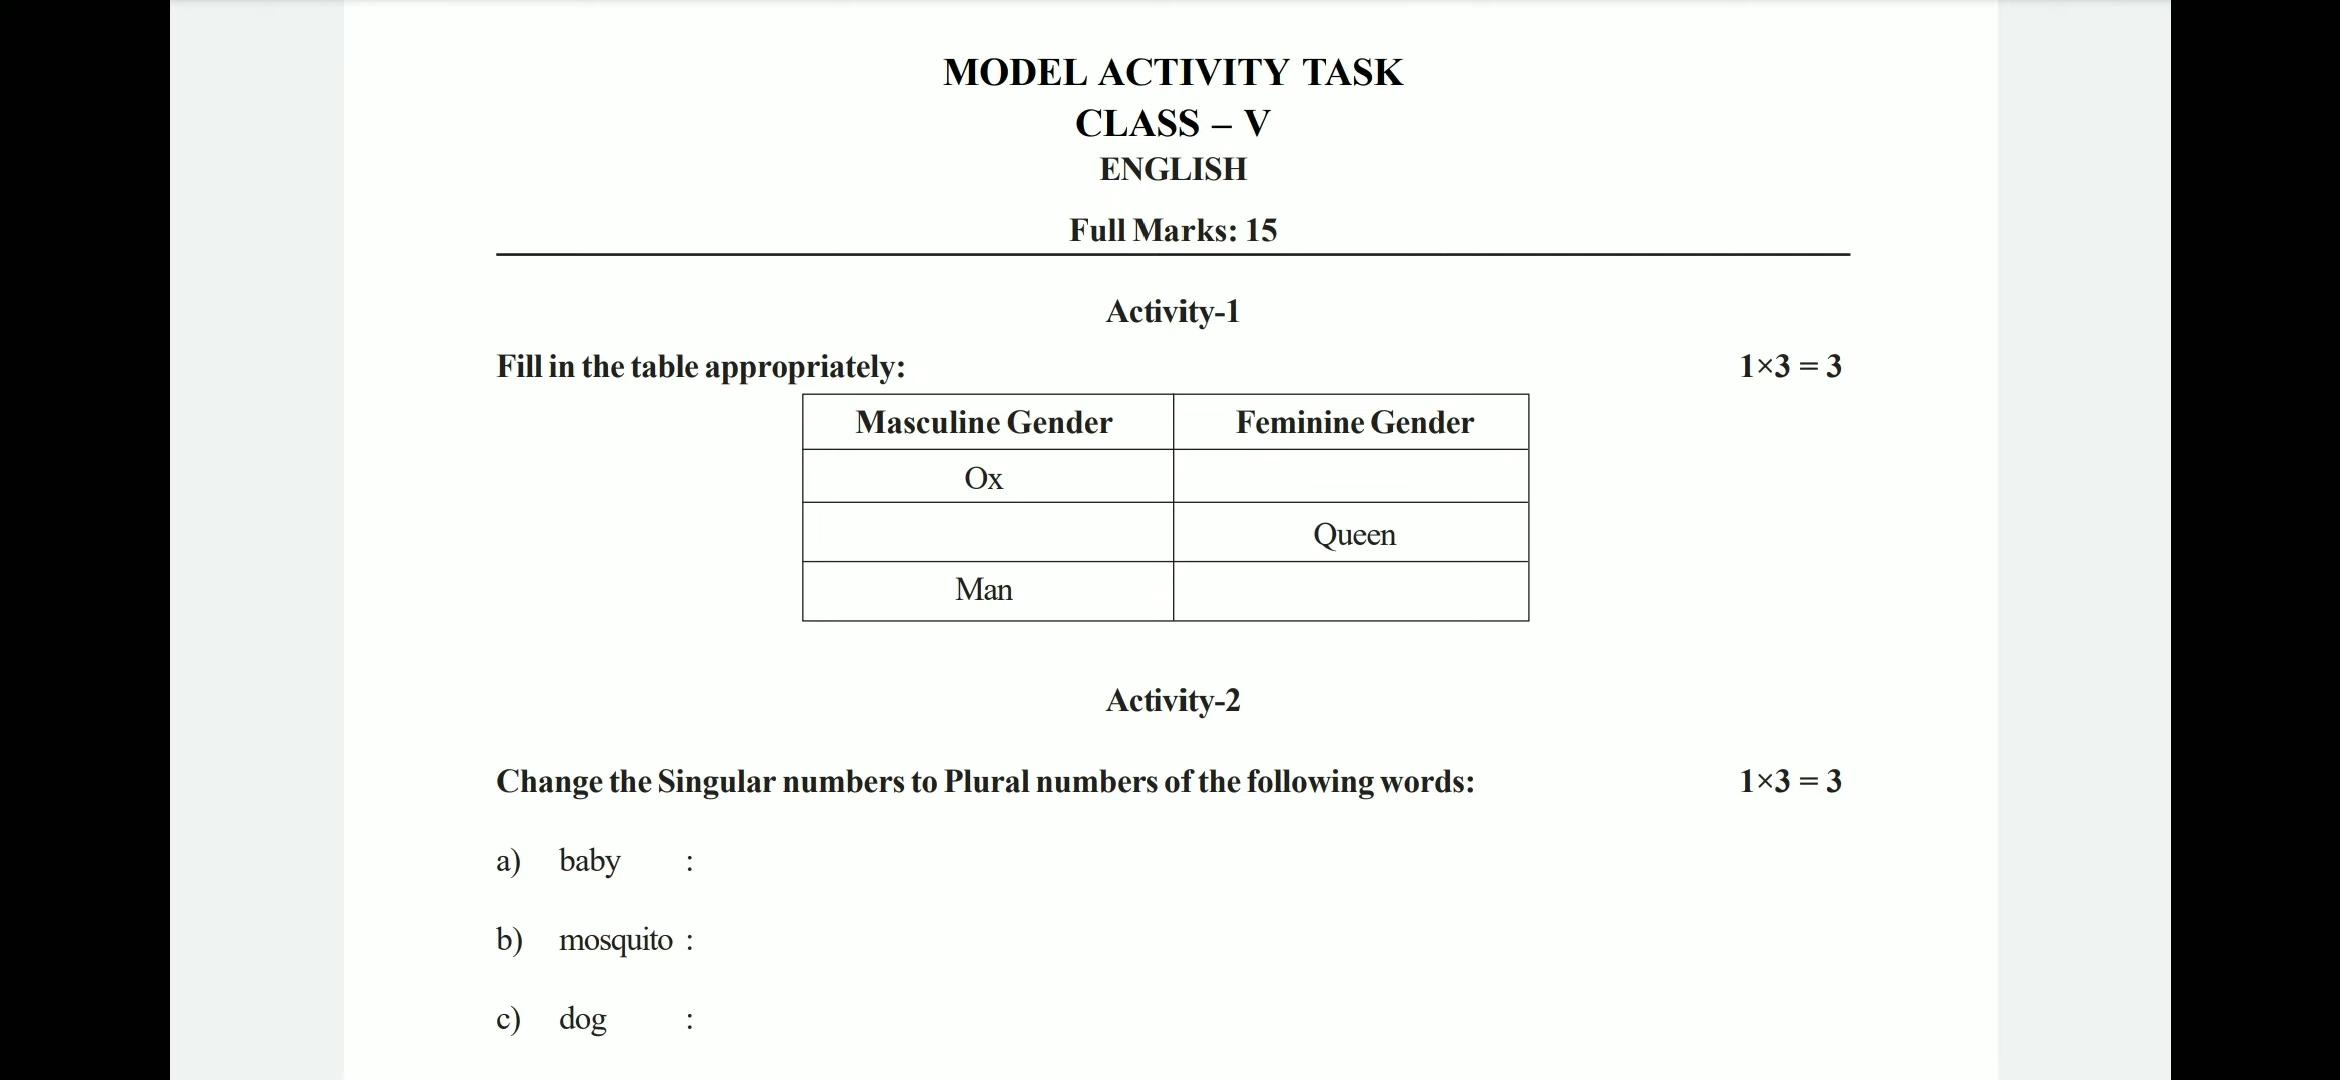 MODEL ACTIVITY TASK
CLASS – V
ENGLISH
Full Marks: 15
Activity-1
Fill in the table appropriately: 1×3 = 3
Masculine Gender Feminine Gender
Ox
Queen
Man
Activity-2
Change the Singular numbers to Plural numbers of the following words: 1×3 = 3
a) baby :
b) mosquito :
c) dog :